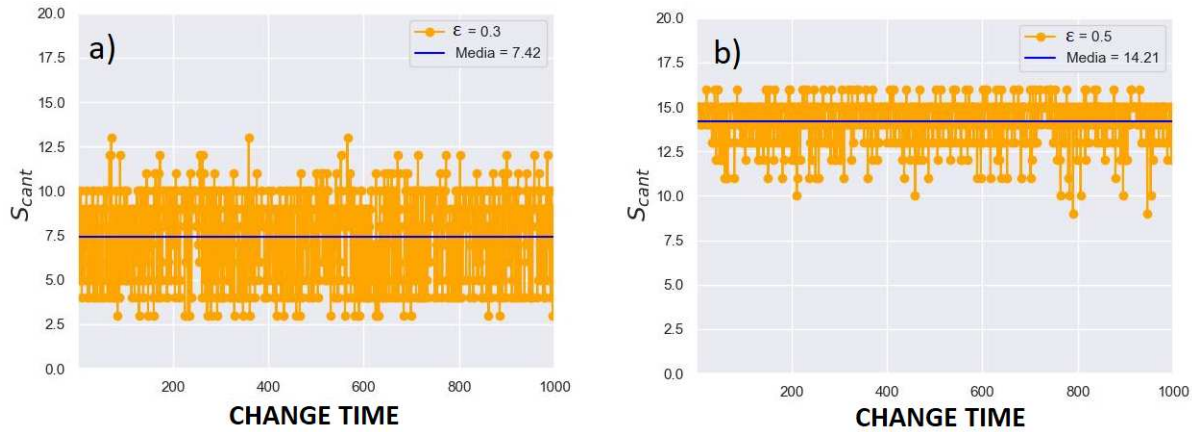 a)
ε = 0.3
Media = 7.42
20.0
17.5
15.0
12.5
10.0
7.5
5.0
2.5
0.0
S_cant
200 400 600 800 1000
CHANGE TIME
b)
ε = 0.5
Media = 14.21
20.0
17.5
15.0
12.5
10.0
7.5
5.0
2.5
0.0
S_cant
200 400 600 800 1000
CHANGE TIME